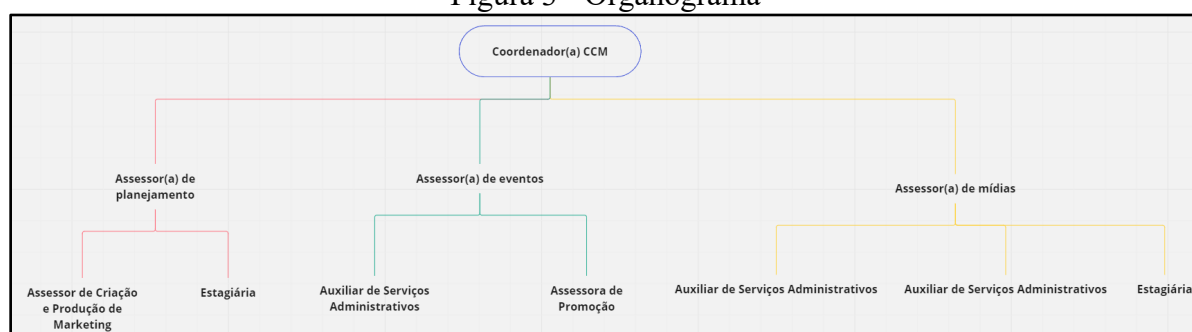 Figura 3 - Organograma
Coordenador(a) CCM
Assessor(a) de
planejamento
Assessor(a) de eventos
Assessor(a) de mídias
Assessor de Criação
e Produção de
Marketing
Estagiária
Auxiliar de Serviços
Administrativos
Assessora de
Promoção
Auxiliar de Serviços Administrativos
Auxiliar de Serviços Administrativos
Estagiária